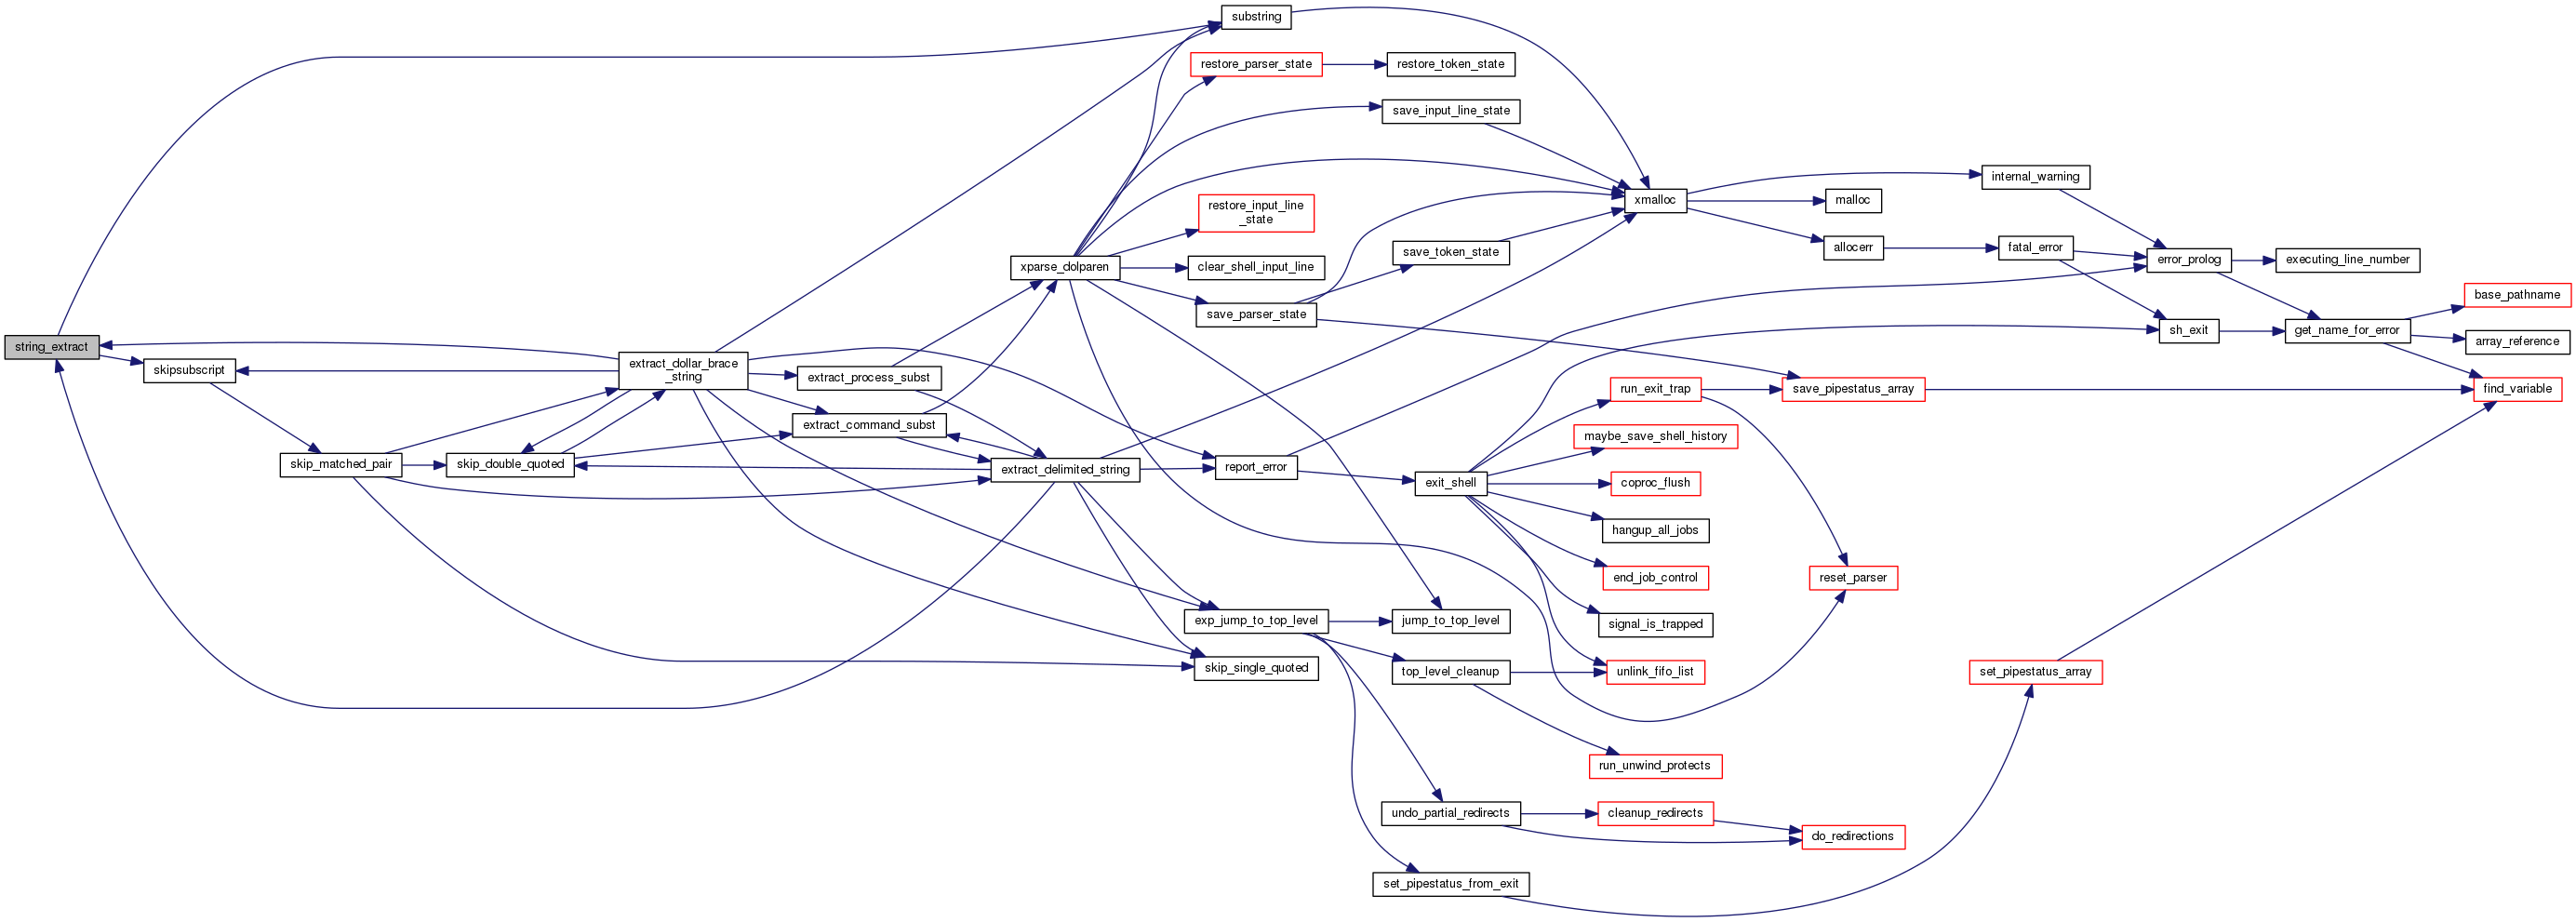 substring
restore_parser_state
restore_token_state
save_input_line_state
internal_warning
restore_input_line
_state
xmalloc
malloc
save_token_state
allocerr
fatal_error
xparse_dolparen
clear_shell_input_line
error_prolog
executing_line_number
base_pathname
save_parser_state
sh_exit
get_name_for_error
array_reference
string_extract
skipsubscript
extract_dollar_brace
_string
extract_process_subst
run_exit_trap
save_pipestatus_array
find_variable
extract_command_subst
maybe_save_shell_history
skip_matched_pair
skip_double_quoted
extract_delimited_string
report_error
exit_shell
coproc_flush
hangup_all_jobs
end_job_control
reset_parser
exp_jump_to_top_level
jump_to_top_level
signal_is_trapped
skip_single_quoted
top_level_cleanup
unlink_fifo_list
set_pipestatus_array
run_unwind_protects
undo_partial_redirects
cleanup_redirects
do_redirections
set_pipestatus_from_exit